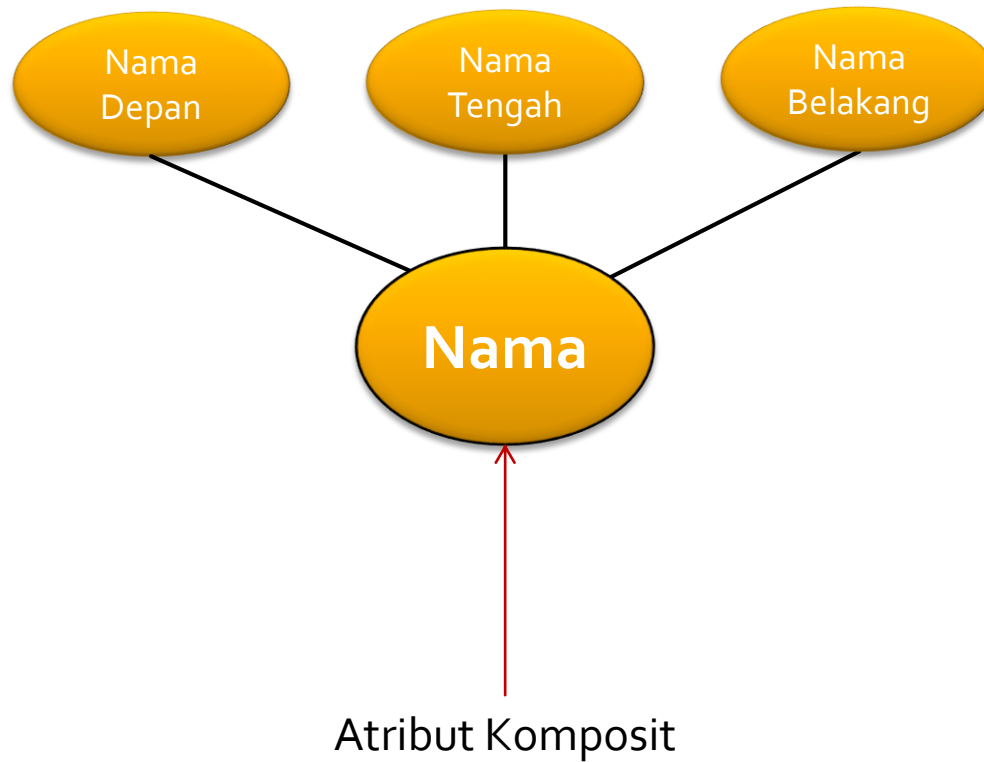 Nama
Depan
Nama
Tengah
Nama
Belakang
Nama
Atribut Komposit